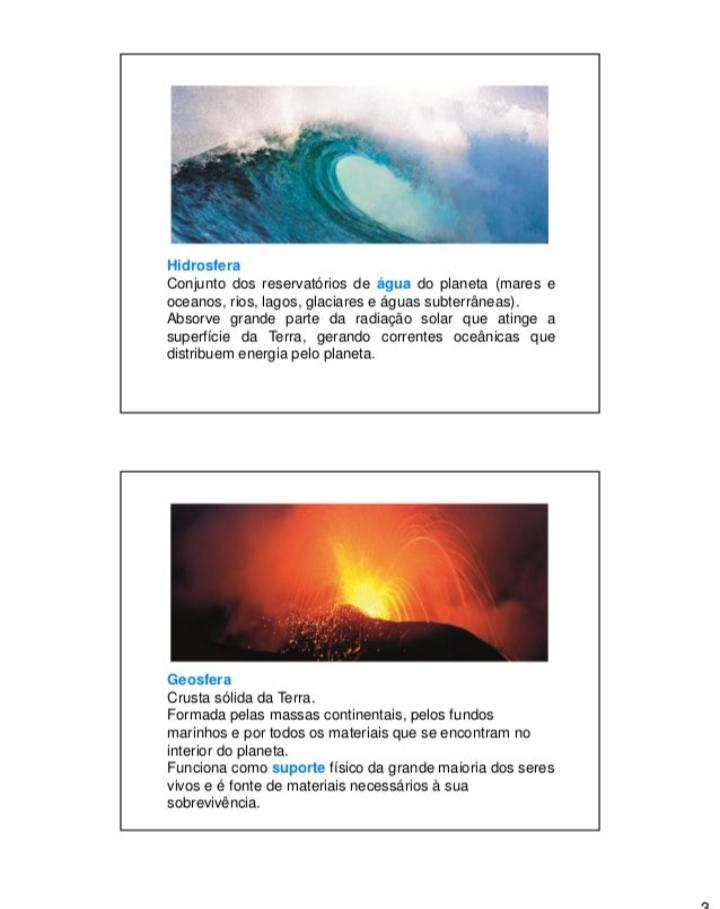 Hidrosfera
Conjunto dos reservatórios de água do planeta (mares e
oceanos, rios, lagos, glaciares e águas subterrâneas).
Absorve grande parte da radiação solar que atinge a
superfície da Terra, gerando correntes oceânicas que
distribuem energia pelo planeta.
Geosfera
Crusta sólida da Terra.
Formada pelas massas continentais, pelos fundos
marinhos e por todos os materiais que se encontram no
interior do planeta.
Funciona como suporte físico da grande maioria dos seres
vivos e é fonte de materiais necessários à sua
sobrevivência.
3